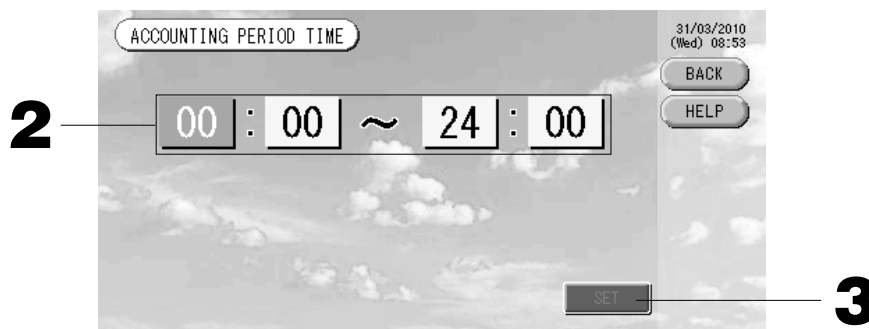 ACCOUNTING PERIOD TIME
31/03/2010
(Wed) 08:53
BACK
HELP
2
00 : 00 ~ 24 : 00
SET
3